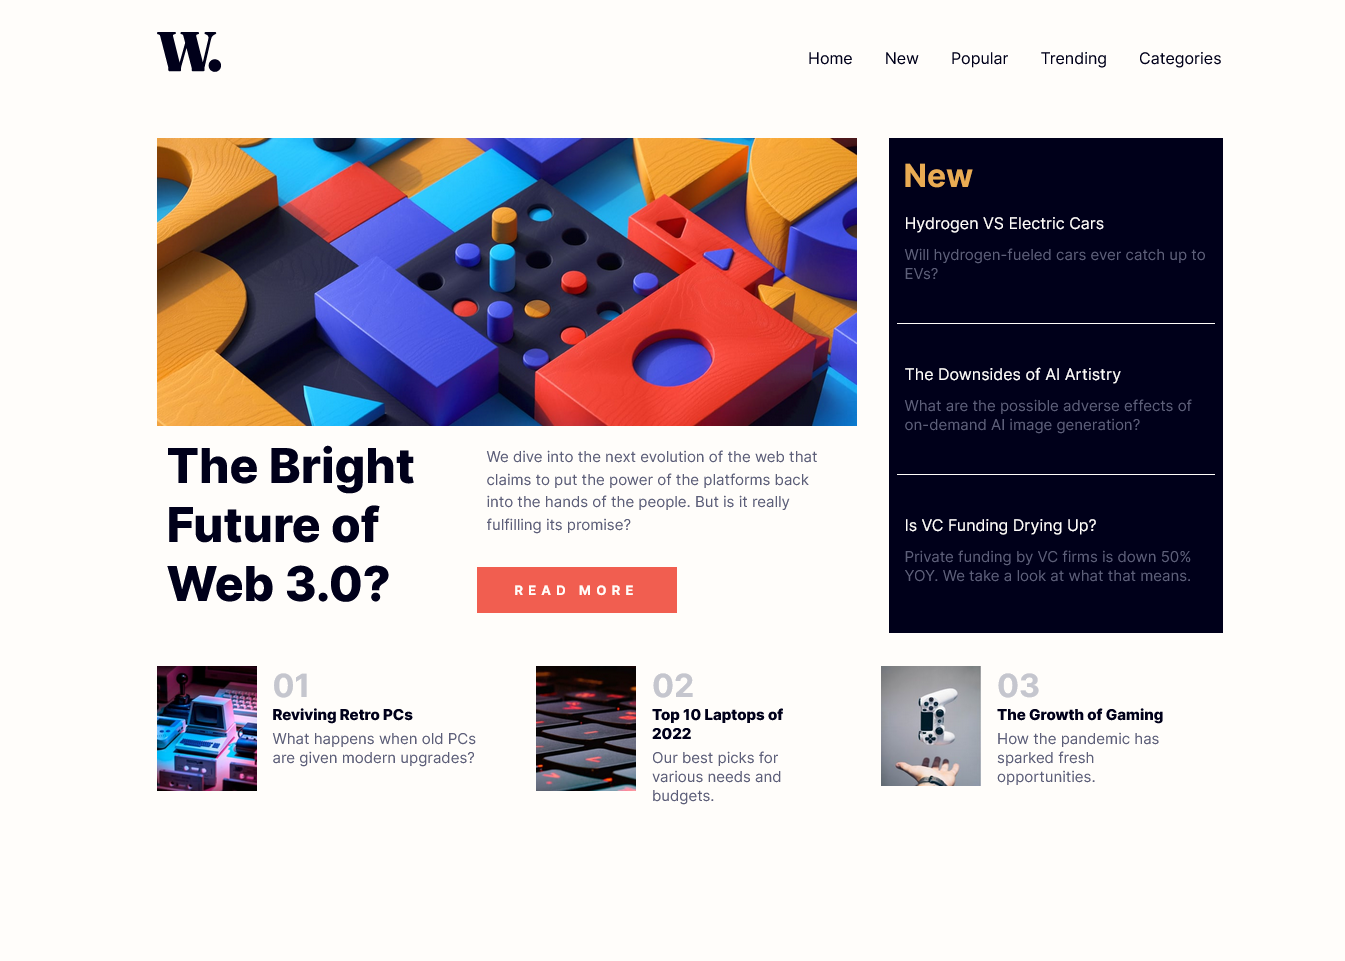 W.
Home New Popular Trending Categories
The Bright
Future of
Web 3.0?
We dive into the next evolution of the web that
claims to put the power of the platforms back
into the hands of the people. But is it really
fulfilling its promise?
READ MORE
New
Hydrogen VS Electric Cars
Will hydrogen-fueled cars ever catch up to
EVs?
The Downsides of AI Artistry
What are the possible adverse effects of
on-demand AI image generation?
Is VC Funding Drying Up?
Private funding by VC firms is down 50%
YOY. We take a look at what that means.
01
Reviving Retro PCs
What happens when old PCs
are given modern upgrades?
02
Top 10 Laptops of
2022
Our best picks for
various needs and
budgets.
03
The Growth of Gaming
How the pandemic has
sparked fresh
opportunities.